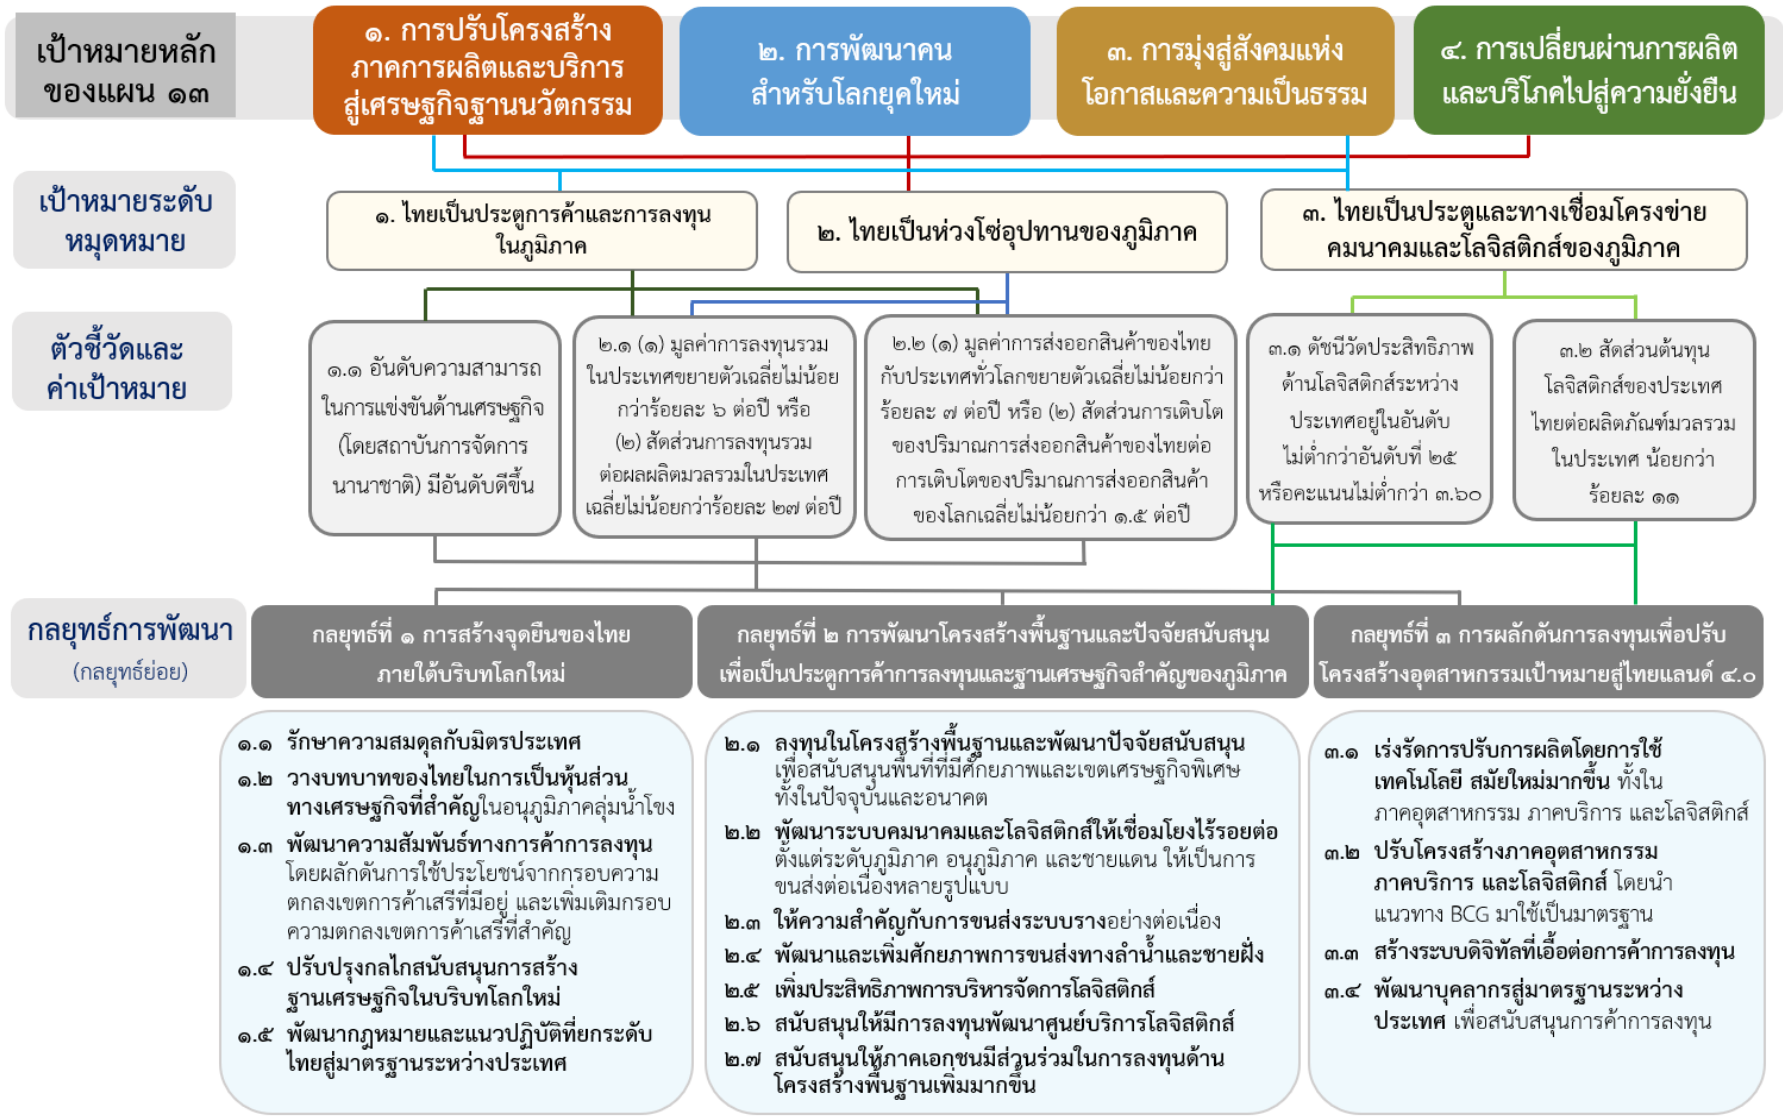 เป้าหมายหลัก
ของแผน ๑๓
๑. การปรับโครงสร้าง
ภาคการผลิตและบริการ
สู่เศรษฐกิจฐานนวัตกรรม
๒. การพัฒนาคน
สำหรับโลกยุคใหม่
๓. การมุ่งสู่สังคมแห่ง
โอกาสและความเป็นธรรม
๔. การเปลี่ยนผ่านการผลิต
และบริโภคไปสู่ความยั่งยืน
เป้าหมายระดับ
หมุดหมาย
๑. ไทยเป็นประตูการค้าและการลงทุน
ในภูมิภาค
๒. ไทยเป็นห่วงโซ่อุปทานของภูมิภาค
๓. ไทยเป็นประตูและทางเชื่อมโครงข่าย
คมนาคมและโลจิสติกส์ของภูมิภาค
ตัวชี้วัดและ
ค่าเป้าหมาย
๑.๑ อันดับความสามารถ
ในการแข่งขันด้านเศรษฐกิจ
(โดยสถาบันการจัดการ
นานาชาติ) มีอันดับดีขึ้น
๒.๑ (๑) มูลค่าการลงทุนรวม
ในประเทศขยายตัวเฉลี่ยไม่น้อย
กว่าร้อยละ ๖ ต่อปี หรือ
(๒) สัดส่วนการลงทุนรวม
ต่อผลผลิตมวลรวมในประเทศ
เฉลี่ยไม่น้อยกว่าร้อยละ ๒๗ ต่อปี
๒.๒ (๑) มูลค่าการส่งออกสินค้าของไทย
กับประเทศทั่วโลกขยายตัวเฉลี่ยไม่น้อยกว่า
ร้อยละ ๗ ต่อปี หรือ (๒) สัดส่วนการเติบโต
ของปริมาณการส่งออกสินค้าของไทยต่อ
การเติบโตของปริมาณการส่งออกสินค้า
ของโลกเฉลี่ยไม่น้อยกว่า ๑.๕ ต่อปี
๓.๑ ดัชนีวัดประสิทธิภาพ
ด้านโลจิสติกส์ระหว่าง
ประเทศอยู่ในอันดับ
ไม่ต่ำกว่าอันดับที่ ๒๕
หรือคะแนนไม่ต่ำกว่า ๓.๖๐
๓.๒ สัดส่วนต้นทุน
โลจิสติกส์ของประเทศ
ไทยต่อผลิตภัณฑ์มวลรวม
ในประเทศ น้อยกว่า
ร้อยละ ๑๑
กลยุทธ์การพัฒนา
(กลยุทธ์ย่อย)
กลยุทธ์ที่ ๑ การสร้างจุดยืนของไทย
ภายใต้บริบทโลกใหม่
กลยุทธ์ที่ ๒ การพัฒนาโครงสร้างพื้นฐานและปัจจัยสนับสนุน
เพื่อเป็นประตูการค้าการลงทุนและฐานเศรษฐกิจสำคัญของภูมิภาค
กลยุทธ์ที่ ๓ การผลักดันการลงทุนเพื่อปรับ
โครงสร้างอุตสาหกรรมเป้าหมายสู่ไทยแลนด์ ๔.๐
๑.๑ รักษาความสมดุลกับมิตรประเทศ
๑.๒ วางบทบาทของไทยในการเป็นหุ้นส่วน
ทางเศรษฐกิจที่สำคัญในอนุภูมิภาคลุ่มน้ำโขง
๑.๓ พัฒนาความสัมพันธ์ทางการค้าการลงทุน
โดยผลักดันการใช้ประโยชน์จากกรอบความ
ตกลงเขตการค้าเสรีที่มีอยู่ และเพิ่มเติมกรอบ
ความตกลงเขตการค้าเสรีที่สำคัญ
๑.๔ ปรับปรุงกลไกสนับสนุนการสร้าง
ฐานเศรษฐกิจในบริบทโลกใหม่
๑.๕ พัฒนากฎหมายและแนวปฏิบัติที่ยกระดับ
ไทยสู่มาตรฐานระหว่างประเทศ
๒.๑ ลงทุนในโครงสร้างพื้นฐานและพัฒนาปัจจัยสนับสนุน
เพื่อสนับสนุนพื้นที่ที่มีศักยภาพและเขตเศรษฐกิจพิเศษ
ทั้งในปัจจุบันและอนาคต
๒.๒ พัฒนาระบบคมนาคมและโลจิสติกส์ให้เชื่อมโยงไร้รอยต่อ
ตั้งแต่ระดับภูมิภาค อนุภูมิภาค และชายแดน ให้เป็นการ
ขนส่งต่อเนื่องหลายรูปแบบ
๒.๓ ให้ความสำคัญกับการขนส่งระบบรางอย่างต่อเนื่อง
๒.๔ พัฒนาและเพิ่มศักยภาพการขนส่งทางลำน้ำและชายฝั่ง
๒.๕ เพิ่มประสิทธิภาพการบริหารจัดการโลจิสติกส์
๒.๖ สนับสนุนให้มีการลงทุนพัฒนาศูนย์บริการโลจิสติกส์
๒.๗ สนับสนุนให้ภาคเอกชนมีส่วนร่วมในการลงทุนด้าน
โครงสร้างพื้นฐานเพิ่มมากขึ้น
๓.๑ เร่งรัดการปรับการผลิตโดยการใช้
เทคโนโลยี สมัยใหม่มากขึ้น ทั้งใน
ภาคอุตสาหกรรม ภาคบริการ และโลจิสติกส์
๓.๒ ปรับโครงสร้างภาคอุตสาหกรรม
ภาคบริการ และโลจิสติกส์ โดยนำ
แนวทาง BCG มาใช้เป็นมาตรฐาน
๓.๓ สร้างระบบดิจิทัลที่เอื้อต่อการค้าการลงทุน
๓.๔ พัฒนาบุคลากรสู่มาตรฐานระหว่าง
ประเทศ เพื่อสนับสนุนการค้าการลงทุน